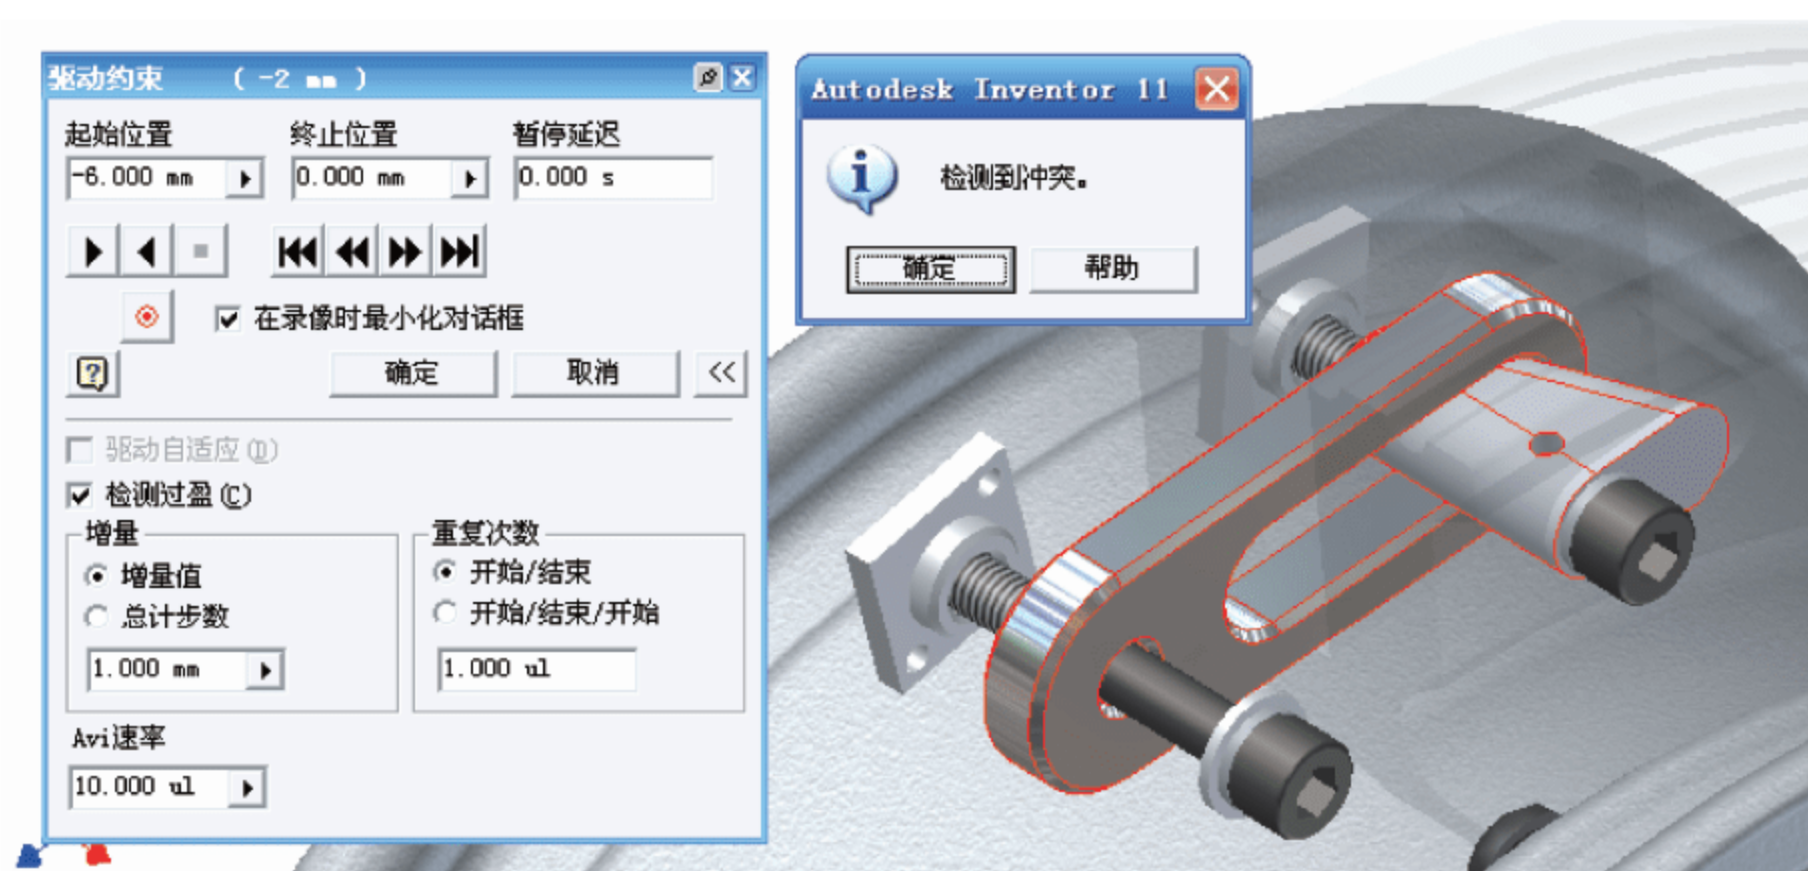 驱动约束 ( -2 mm )
起始位置 终止位置 暂停延迟
-6.000 mm 0.000 mm 0.000 s
在录像时最小化对话框
确定 取消 <<
驱动自适应(D)
检测过盈(C)
增量 重复次数
增量值 开始/结束
总计步数 开始/结束/开始
1.000 mm 1.000 ul
Avi速率
10.000 ul
Autodesk Inventor 11
检测到冲突。
确定 帮助